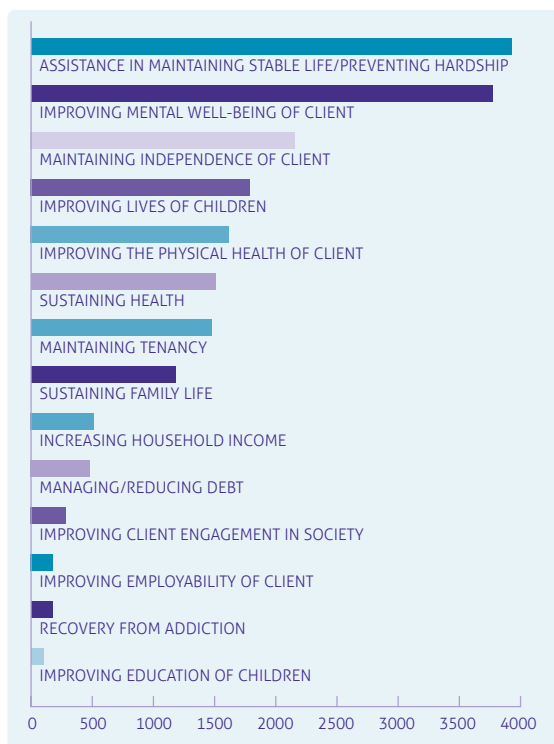 ASSISTANCE IN MAINTAINING STABLE LIFE/PREVENTING HARDSHIP
IMPROVING MENTAL WELL-BEING OF CLIENT
MAINTAINING INDEPENDENCE OF CLIENT
IMPROVING LIVES OF CHILDREN
IMPROVING THE PHYSICAL HEALTH OF CLIENT
SUSTAINING HEALTH
MAINTAINING TENANCY
SUSTAINING FAMILY LIFE
INCREASING HOUSEHOLD INCOME
MANAGING/REDUCING DEBT
IMPROVING CLIENT ENGAGEMENT IN SOCIETY
IMPROVING EMPLOYABILITY OF CLIENT
RECOVERY FROM ADDICTION
IMPROVING EDUCATION OF CHILDREN
0 500 1000 1500 2000 2500 3000 3500 4000